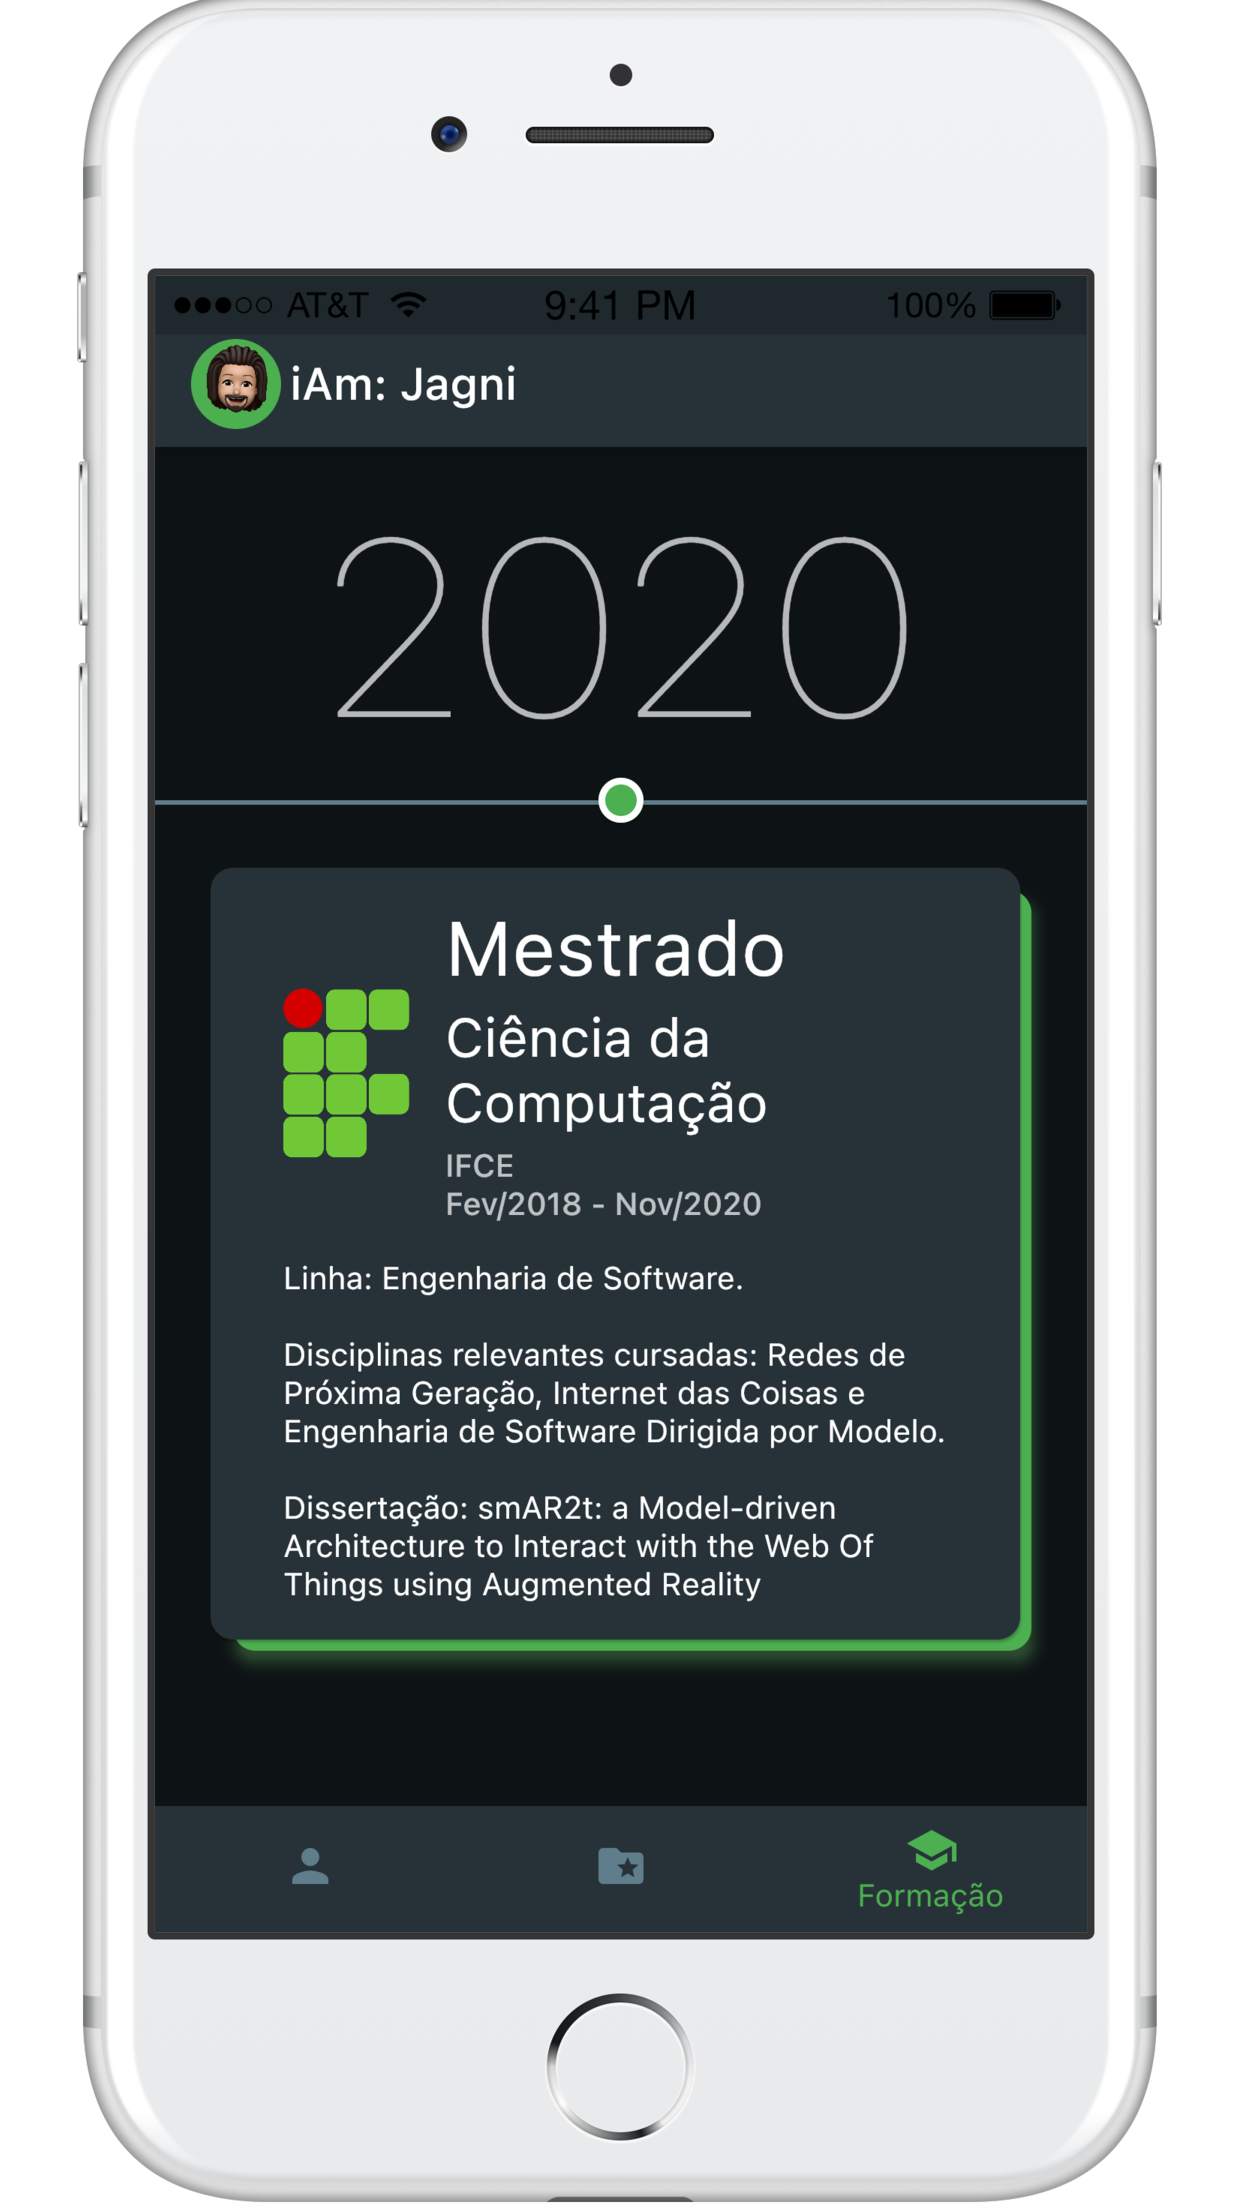 AT&T 9:41 PM 100%
iAm: Jagni
2020
Mestrado
Ciência da
Computação
IFCE
Fev/2018 - Nov/2020
Linha: Engenharia de Software.
Disciplinas relevantes cursadas: Redes de
Próxima Geração, Internet das Coisas e
Engenharia de Software Dirigida por Modelo.
Dissertação: smAR2t: a Model-driven
Architecture to Interact with the Web Of
Things using Augmented Reality
Formação